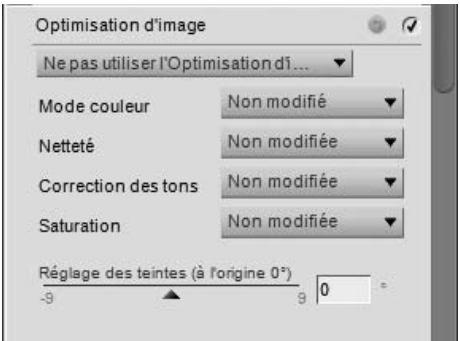 Optimisation d'image
Ne pas utiliser l'Optimisation d'i...
Mode couleur Non modifié
Netteté Non modifiée
Correction des tons Non modifiée
Saturation Non modifiée
Réglage des teintes (à l'origine 0°)
-9 9 0 °